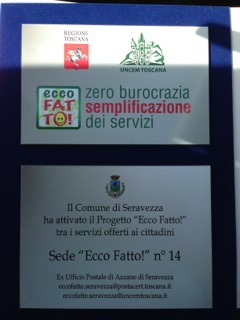 REGIONE
TOSCANA
UNCEM TOSCANA
ecco
FAT
TO!
zero burocrazia
semplificazione
dei servizi
Il Comune di Seravezza
ha attivato il Progetto “Ecco Fatto!”
tra i servizi offerti ai cittadini
Sede “Ecco Fatto!” n° 14
Ex Ufficio Postale di Azzano di Seravezza
eccofatto.seravezza@postacert.toscana.it
eccofatto.seravezza@uncemtoscana.it